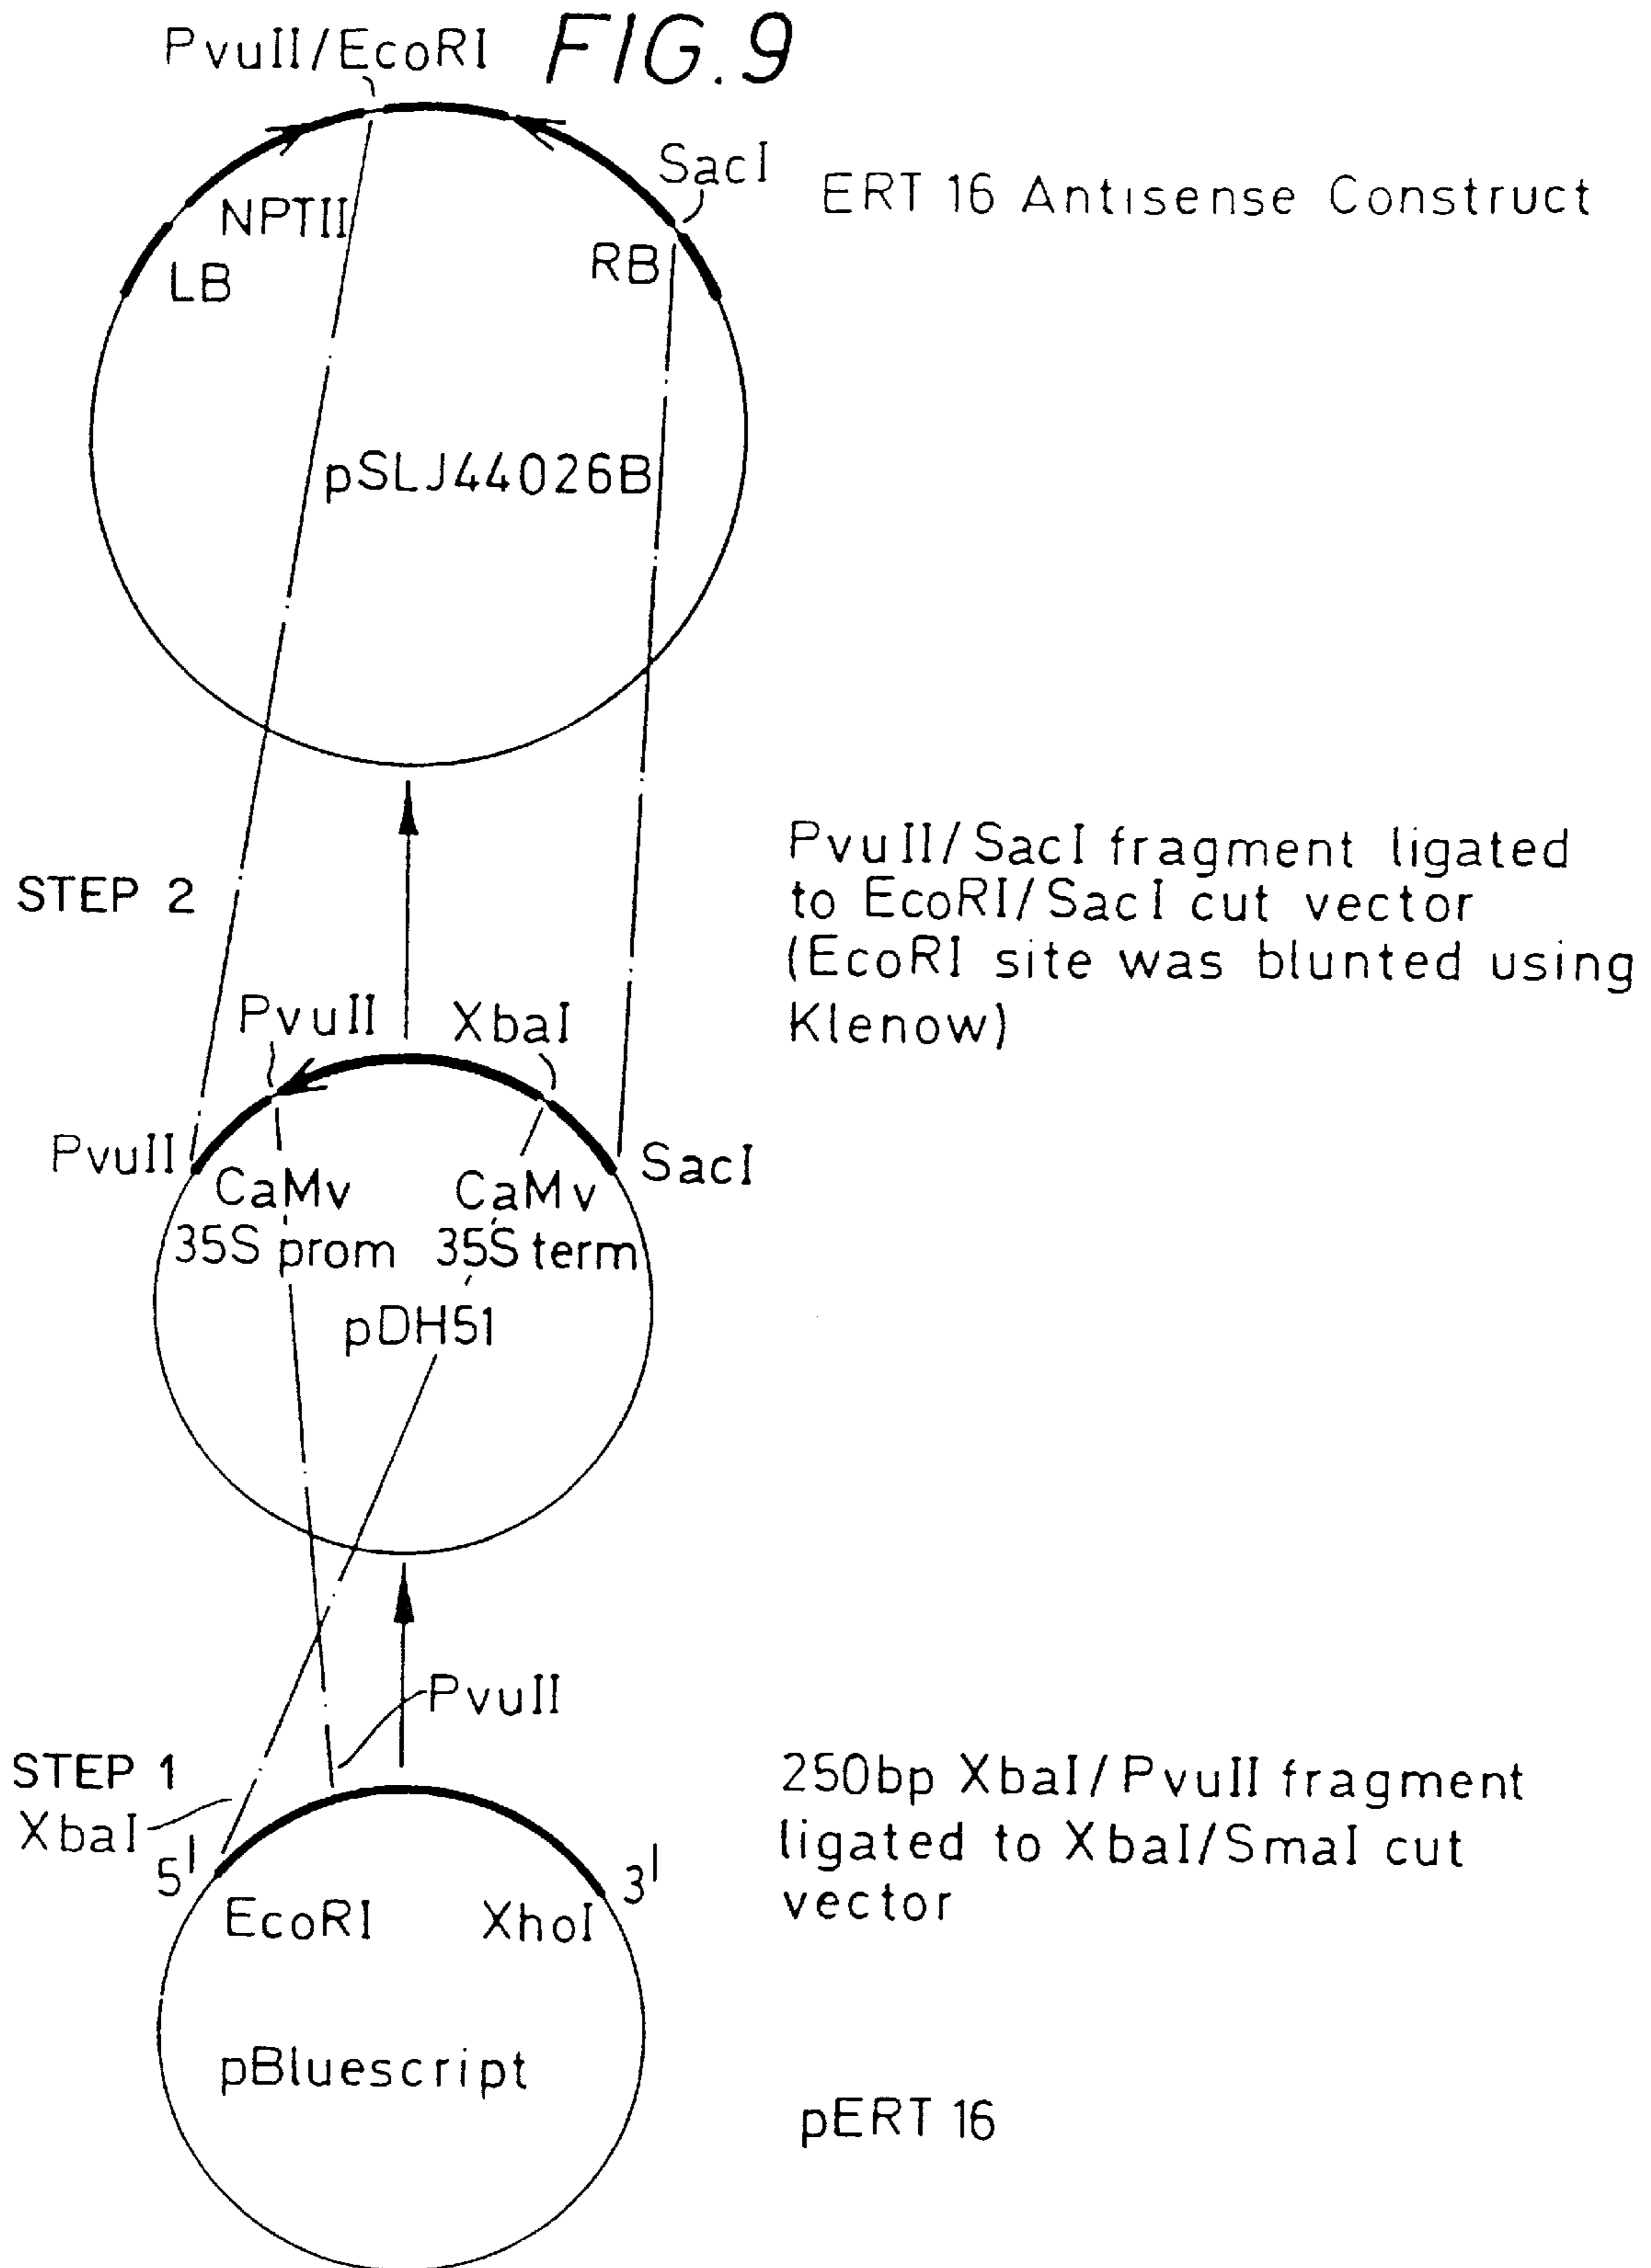 FIG.9
PvuII/EcoRI
SacI
ERT 16 Antisense Construct
NPTII
LB
RB
pSLJ44026B
STEP 2
PvuII/SacI fragment ligated
to EcoRI/SacI cut vector
(EcoRI site was blunted using
Klenow)
PvuII
XbaI
PvuII
SacI
CaMv
35S prom
CaMv
35S term
pDH51
PvuII
STEP 1
XbaI
250bp XbaI/PvuII fragment
ligated to XbaI/SmaI cut
vector
5'
3'
EcoRI
XhoI
pBluescript
pERT 16